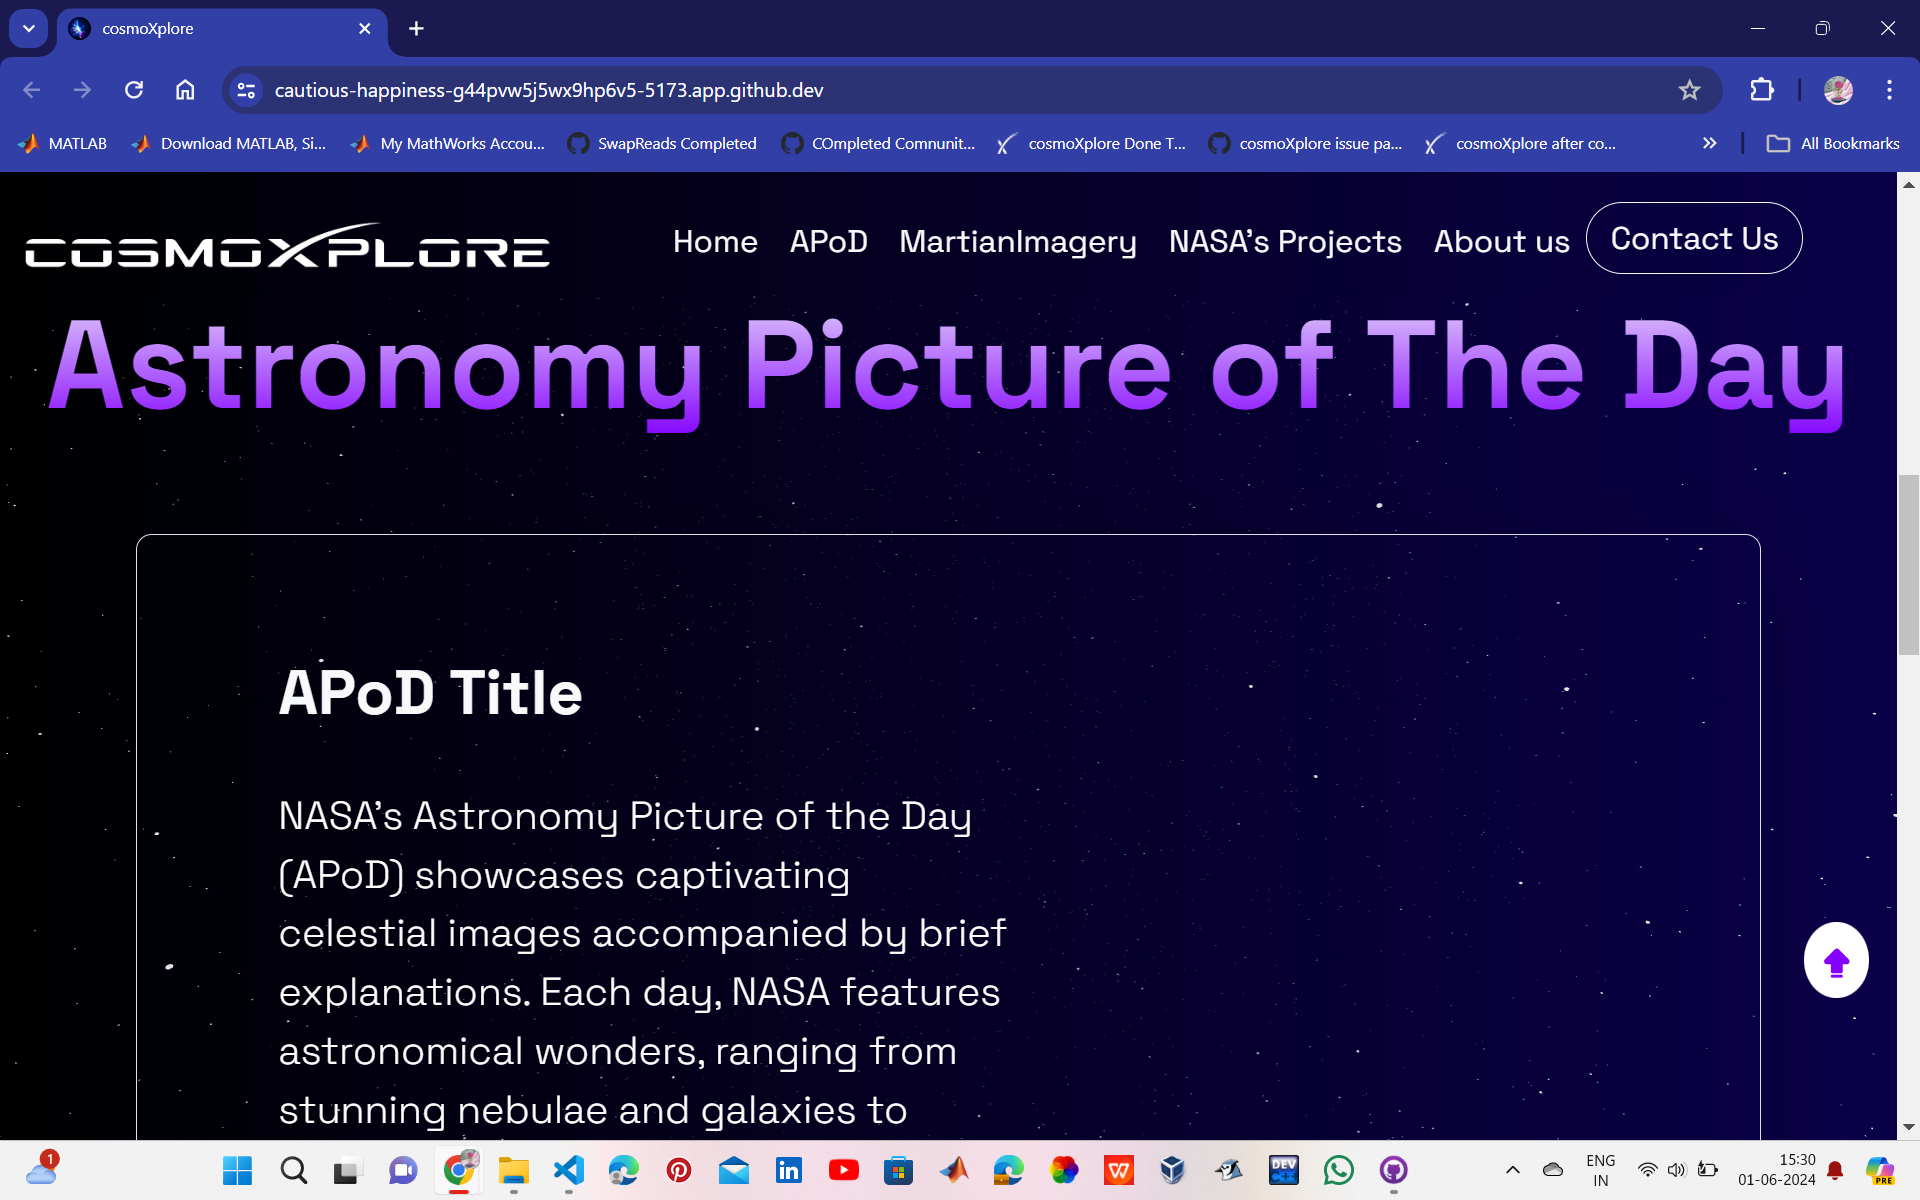 cosmoXplore
cautious-happiness-g44pvw5j5wx9hp6v5-5173.app.github.dev
MATLAB
Download MATLAB, Si...
My MathWorks Accou...
SwapReads Completed
COmpleted Communit...
cosmoXplore Done T...
cosmoXplore issue pa...
cosmoXplore after co...
All Bookmarks
COSMOXPLORE
Home
APoD
MartianImagery
NASA's Projects
About us
Contact Us
Astronomy Picture of The Day
APoD Title
NASA's Astronomy Picture of the Day
(APoD) showcases captivating
celestial images accompanied by brief
explanations. Each day, NASA features
astronomical wonders, ranging from
stunning nebulae and galaxies to
1
DEV
C++
ENG
IN
15:30
01-06-2024
PRE